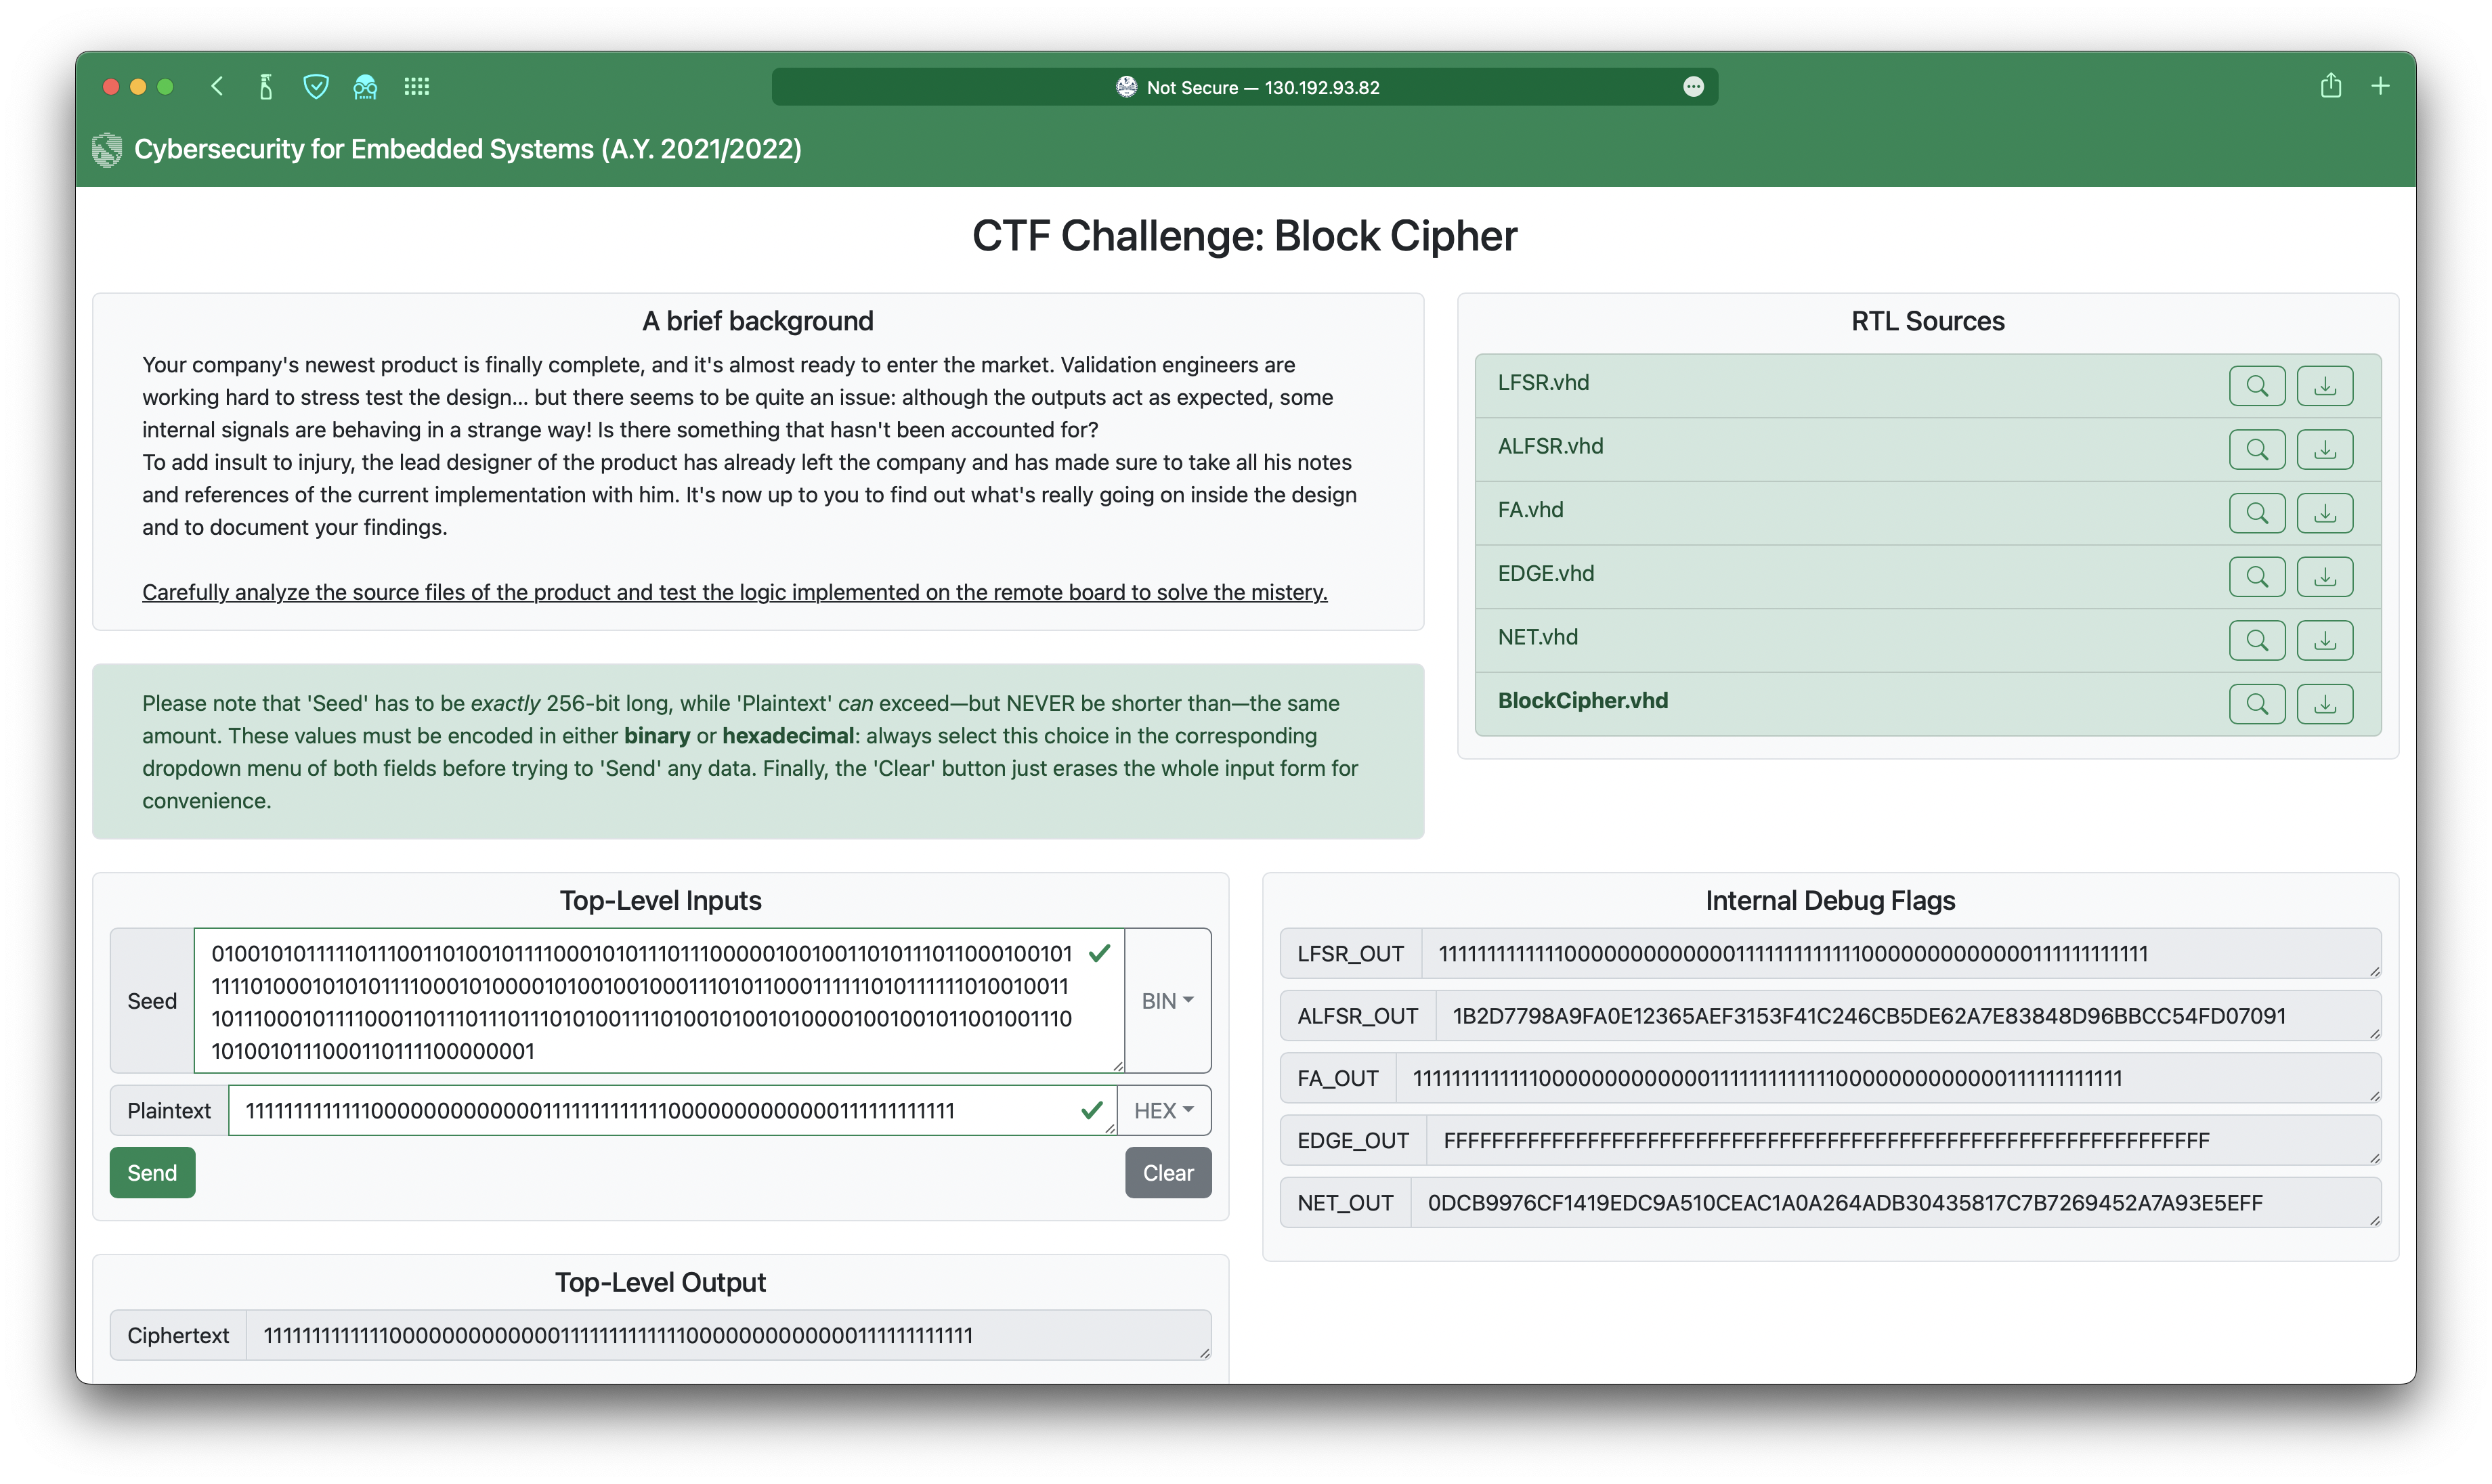 Not Secure — 130.192.93.82
Cybersecurity for Embedded Systems (A.Y. 2021/2022)
CTF Challenge: Block Cipher
A brief background
Your company's newest product is finally complete, and it's almost ready to enter the market. Validation engineers are
working hard to stress test the design... but there seems to be quite an issue: although the outputs act as expected, some
internal signals are behaving in a strange way! Is there something that hasn't been accounted for?
To add insult to injury, the lead designer of the product has already left the company and has made sure to take all his notes
and references of the current implementation with him. It's now up to you to find out what's really going on inside the design
and to document your findings.
Carefully analyze the source files of the product and test the logic implemented on the remote board to solve the mistery.
RTL Sources
LFSR.vhd
ALFSR.vhd
FA.vhd
EDGE.vhd
NET.vhd
BlockCipher.vhd
Please note that 'Seed' has to be exactly 256-bit long, while 'Plaintext' can exceed—but NEVER be shorter than—the same
amount. These values must be encoded in either binary or hexadecimal: always select this choice in the corresponding
dropdown menu of both fields before trying to 'Send' any data. Finally, the 'Clear' button just erases the whole input form for
convenience.
Top-Level Inputs
Seed
0100101011111011100110100101111000101011101110000010010011010111011000100101
1111010001010101111000101000010100100100011101011000111111010111111010010011
1011100010111100011011101110111010100111101001010010100001001001011001001110
1010010111000110111100000001
BIN
Plaintext 1111111111111000000000000011111111111110000000000000111111111111 HEX
Send
Clear
Top-Level Output
Ciphertext 1111111111111000000000000011111111111110000000000000111111111111
Internal Debug Flags
LFSR_OUT 1111111111111000000000000011111111111110000000000000111111111111
ALFSR_OUT 1B2D7798A9FA0E12365AEF3153F41C246CB5DE62A7E83848D96BBCC54FD07091
FA_OUT 1111111111111000000000000011111111111110000000000000111111111111
EDGE_OUT FFFFFFFFFFFFFFFFFFFFFFFFFFFFFFFFFFFFFFFFFFFFFFFFFFFFFFFFFFFFFFFF
NET_OUT 0DCB9976CF1419EDC9A510CEAC1A0A264ADB30435817C7B7269452A7A93E5EFF